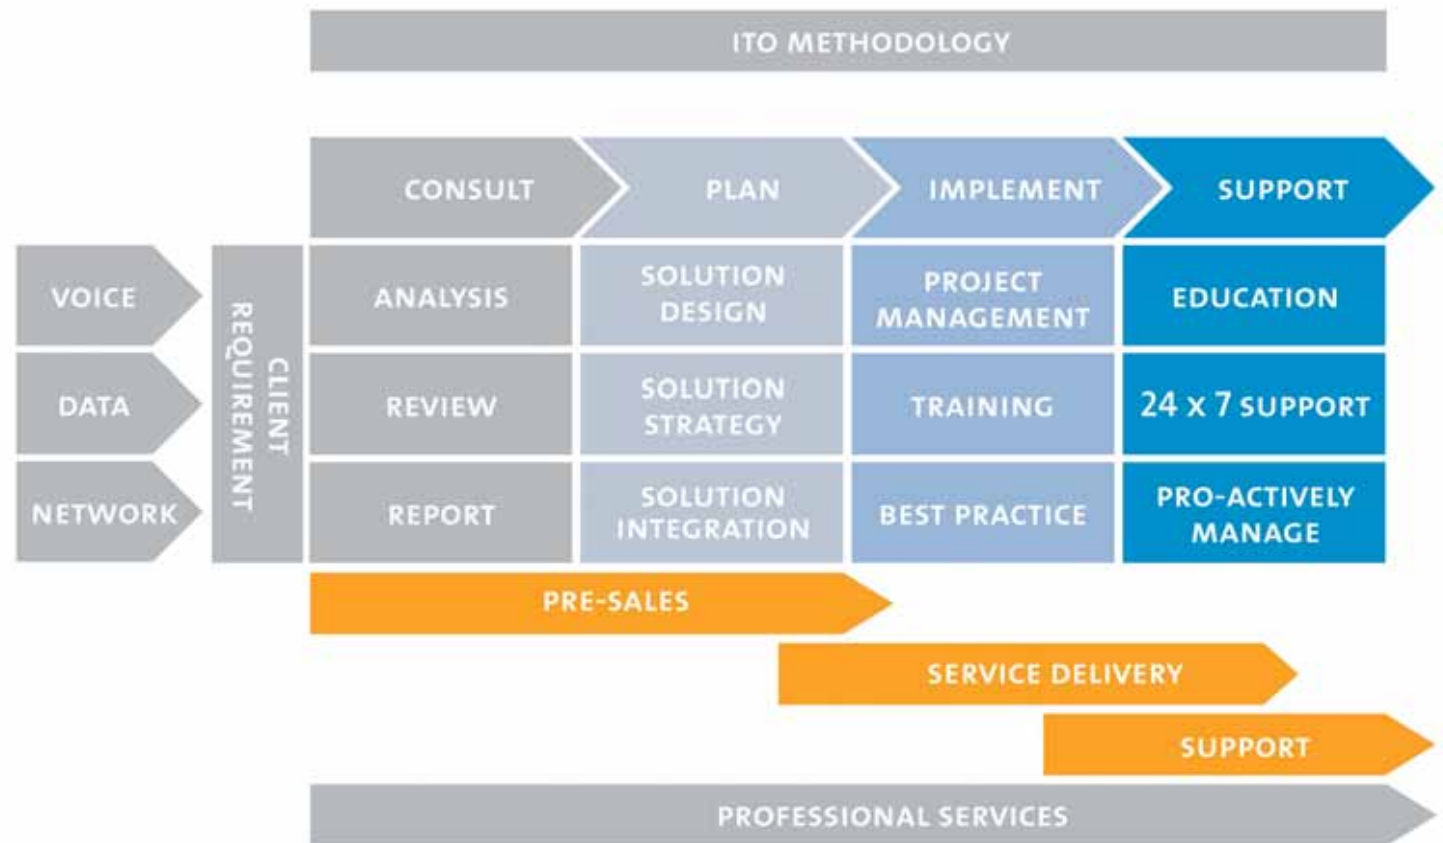 ITO METHODOLOGY
CONSULT
PLAN
IMPLEMENT
SUPPORT
VOICE
DATA
NETWORK
CLIENT
REQUIREMENT
ANALYSIS
SOLUTION
DESIGN
PROJECT
MANAGEMENT
EDUCATION
REVIEW
SOLUTION
STRATEGY
TRAINING
24 x 7 SUPPORT
REPORT
SOLUTION
INTEGRATION
BEST PRACTICE
PRO-ACTIVELY
MANAGE
PRE-SALES
SERVICE DELIVERY
SUPPORT
PROFESSIONAL SERVICES